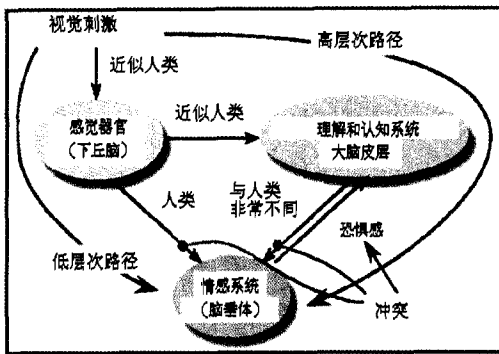 视觉刺激
高层次路径
近似人类
近似人类
感觉器官
（下丘脑）
理解和认知系统
大脑皮层
人类
与人类
非常不同
恐惧感
低层次路径
情感系统
（脑垂体）
冲突